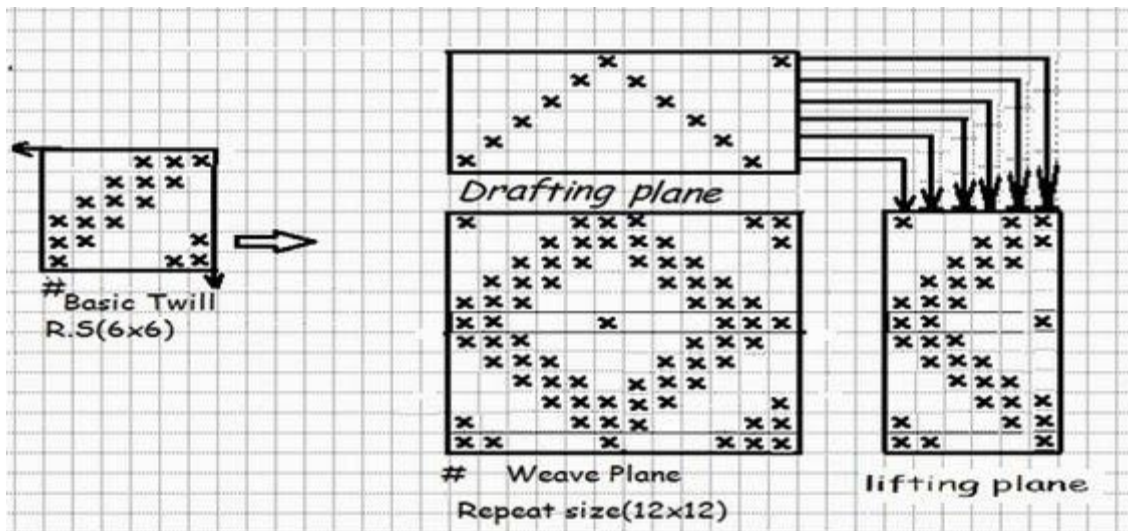 Drafting plane
# Basic Twill
R.S(6x6)
# Weave Plane
Repeat size(12x12)
lifting plane